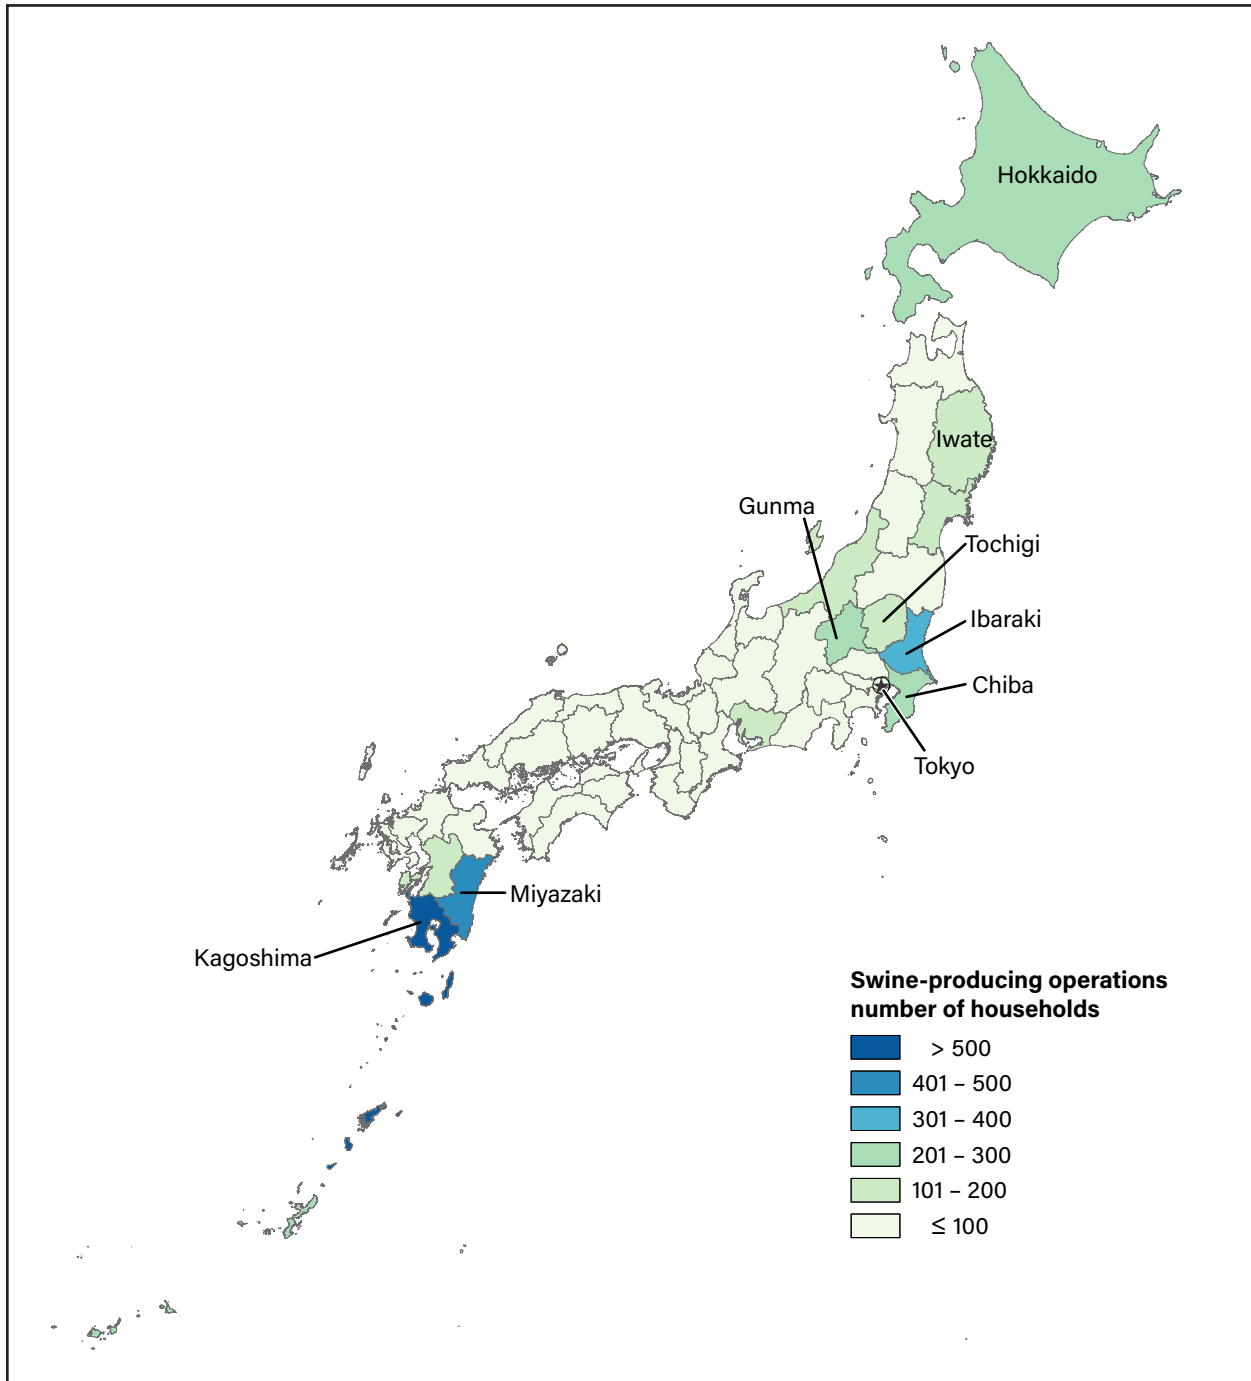 Hokkaido
Iwate
Gunma
Tochigi
Ibaraki
Chiba
Tokyo
Miyazaki
Kagoshima
Swine-producing operations
number of households
> 500
401 – 500
301 – 400
201 – 300
101 – 200
≤ 100